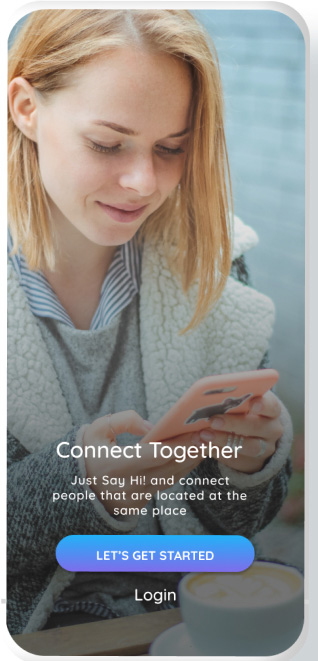 Connect Together
Just Say Hi! and connect
people that are located at the
same place
LET'S GET STARTED
Login